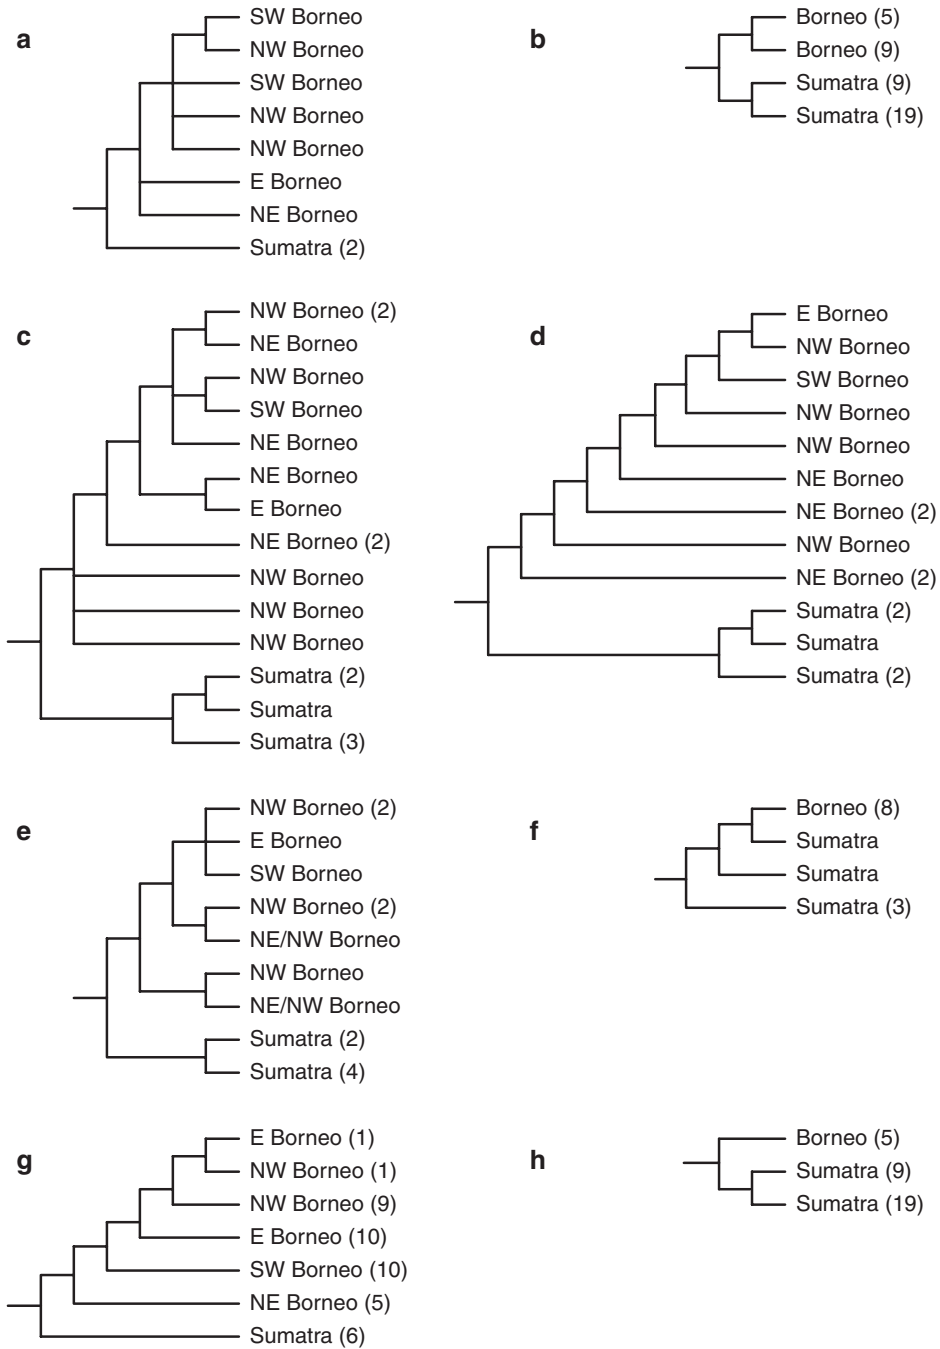 a
SW Borneo
NW Borneo
SW Borneo
NW Borneo
NW Borneo
E Borneo
NE Borneo
Sumatra (2)
b
Borneo (5)
Borneo (9)
Sumatra (9)
Sumatra (19)
c
NW Borneo (2)
NE Borneo
NW Borneo
SW Borneo
NE Borneo
NE Borneo
E Borneo
NE Borneo (2)
NW Borneo
NW Borneo
NW Borneo
Sumatra (2)
Sumatra
Sumatra (3)
d
E Borneo
NW Borneo
SW Borneo
NW Borneo
NW Borneo
NE Borneo
NE Borneo (2)
NW Borneo
NE Borneo (2)
Sumatra (2)
Sumatra
Sumatra (2)
e
NW Borneo (2)
E Borneo
SW Borneo
NW Borneo (2)
NE/NW Borneo
NW Borneo
NE/NW Borneo
Sumatra (2)
Sumatra (4)
f
Borneo (8)
Sumatra
Sumatra
Sumatra (3)
g
E Borneo (1)
NW Borneo (1)
NW Borneo (9)
E Borneo (10)
SW Borneo (10)
NE Borneo (5)
Sumatra (6)
h
Borneo (5)
Sumatra (9)
Sumatra (19)